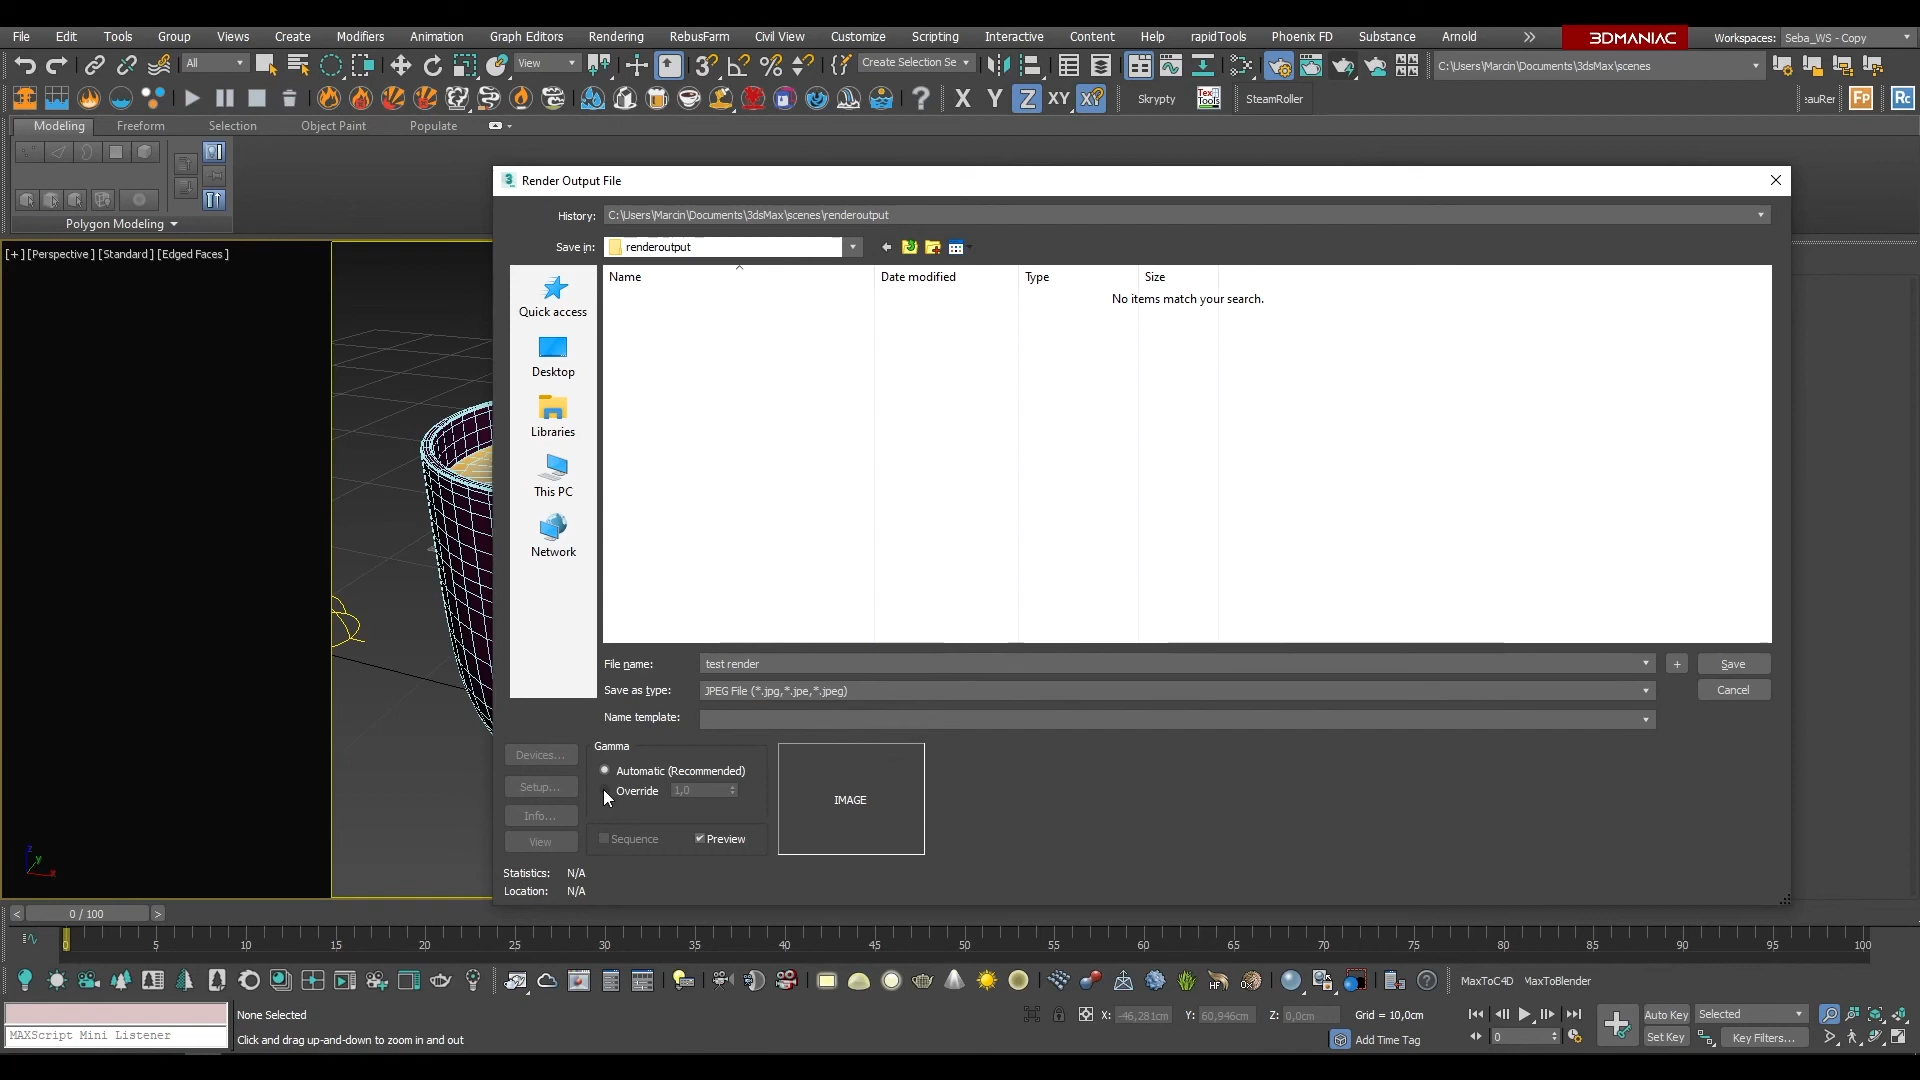 File Edit Tools Group Views Create Modifiers Animation Graph Editors Rendering RebusFarm Civil View Customize Scripting Interactive Content Help rapidTools Phoenix FD Substance Arnold 3DMANIAC Workspaces: Seba_WS - Copy
All View Create Selection Se C:\Users\Marcin\Documents\3dsMax\scenes
X Y Z XY X? Skrypty Tex Tools SteamRoller :auRer Fp Rc
Modeling Freeform Selection Object Paint Populate
Polygon Modeling
[+] [Perspective] [Standard] [Edged Faces]
Render Output File
History: C:\Users\Marcin\Documents\3dsMax\scenes\renderoutput
Save in: renderoutput
Name Date modified Type Size
No items match your search.
Quick access
Desktop
Libraries
This PC
Network
File name: test render + Save
Save as type: JPEG File (*.jpg,*.jpe,*.jpeg) Cancel
Name template:
Devices...
Setup...
Info...
View
Gamma
Automatic (Recommended)
Override 1,0
Sequence Preview
IMAGE
Statistics: N/A
Location: N/A
z
y
x
< 0 / 100 >
0 5 10 15 20 25 30 35 40 45 50 55 60 65 70 75 80 85 90 95 100
MaxToC4D MaxToBlender
None Selected X: -46,281cm Y: 60,946cm Z: 0,0cm Grid = 10,0cm Auto Key Selected
MAXScript Mini Listener Click and drag up-and-down to zoom in and out Add Time Tag 0 Set Key Key Filters...